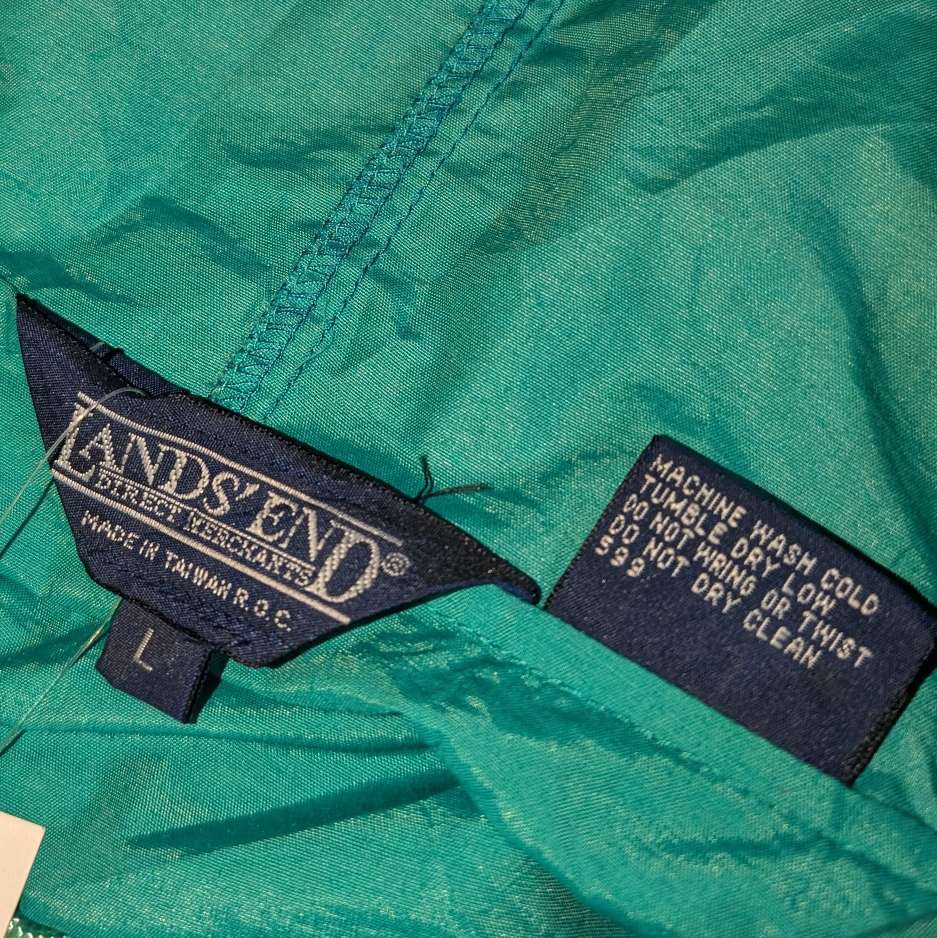 LANDS' END®
DIRECT MERCHANTS
MADE IN TAIWAN R.O.C.
L
MACHINE WASH COLD
TUMBLE DRY LOW
DO NOT WRING OR TWIST
DO NOT DRY CLEAN
599